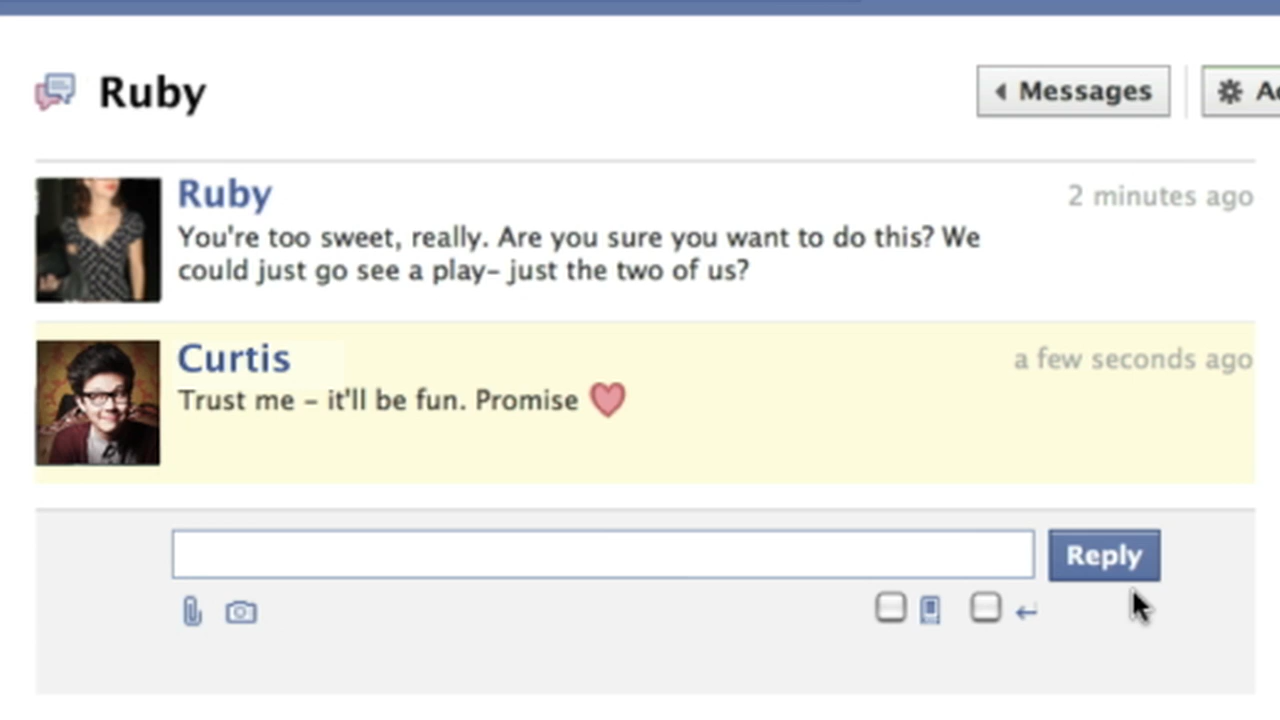 Ruby
Messages
Ruby
2 minutes ago
You're too sweet, really. Are you sure you want to do this? We
could just go see a play– just the two of us?
Curtis
a few seconds ago
Trust me – it'll be fun. Promise
Reply